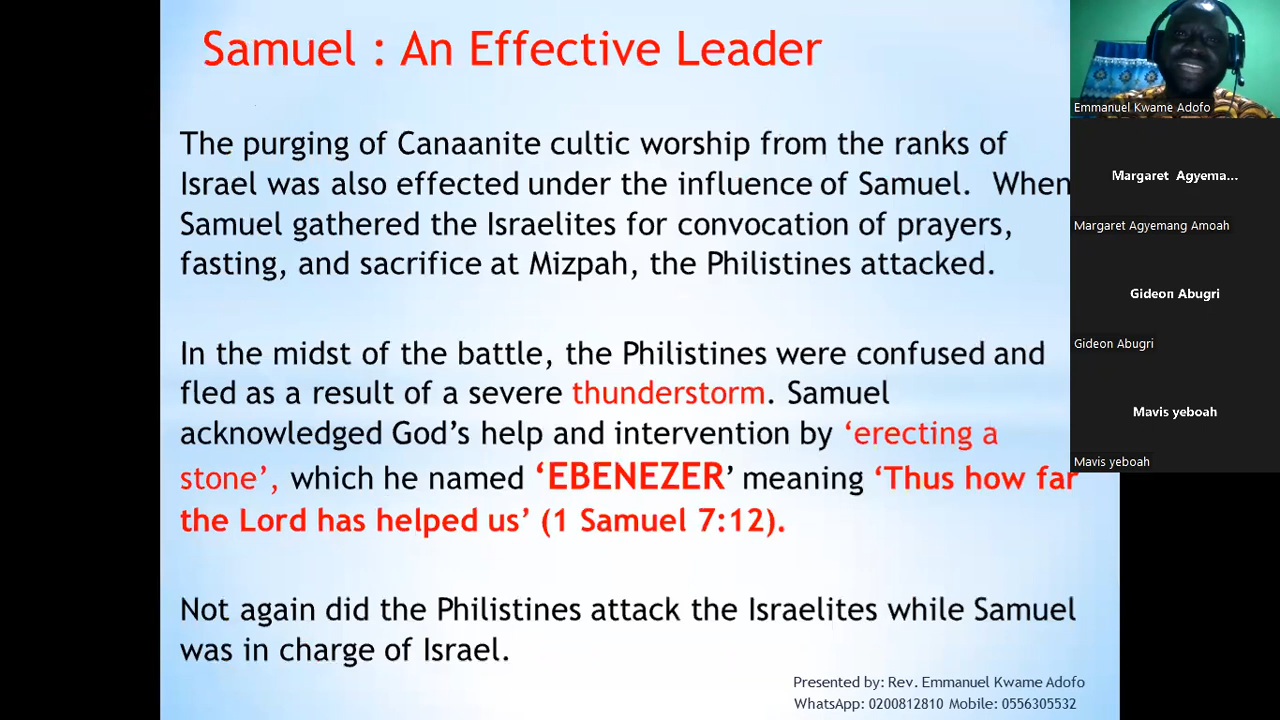 Samuel : An Effective Leader
The purging of Canaanite cultic worship from the ranks of
Israel was also effected under the influence of Samuel.  When
Samuel gathered the Israelites for convocation of prayers,
fasting, and sacrifice at Mizpah, the Philistines attacked.
In the midst of the battle, the Philistines were confused and
fled as a result of a severe thunderstorm. Samuel
acknowledged God’s help and intervention by ‘erecting a
stone’, which he named ‘EBENEZER’ meaning ‘Thus how far
the Lord has helped us’ (1 Samuel 7:12).
Not again did the Philistines attack the Israelites while Samuel
was in charge of Israel.
Presented by: Rev. Emmanuel Kwame Adofo
WhatsApp: 0200812810 Mobile: 0556305532
Emmanuel Kwame Adofo
Margaret Agyema...
Margaret Agyemang Amoah
Gideon Abugri
Gideon Abugri
Mavis yeboah
Mavis yeboah